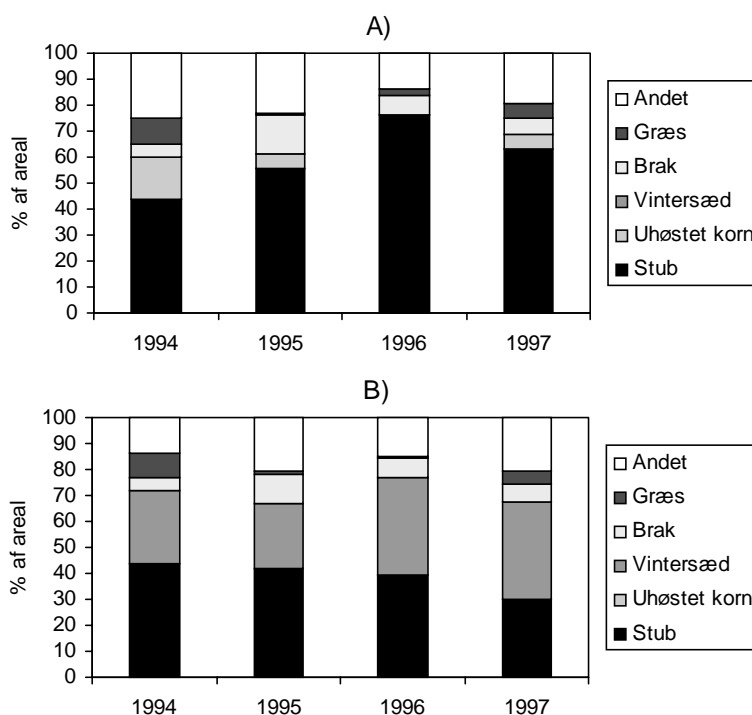 A)
% af areal
100
90
80
70
60
50
40
30
20
10
0
1994 1995 1996 1997
Andet
Græs
Brak
Vintersæd
Uhøstet korn
Stub
B)
% af areal
100
90
80
70
60
50
40
30
20
10
0
1994 1995 1996 1997
Andet
Græs
Brak
Vintersæd
Uhøstet korn
Stub